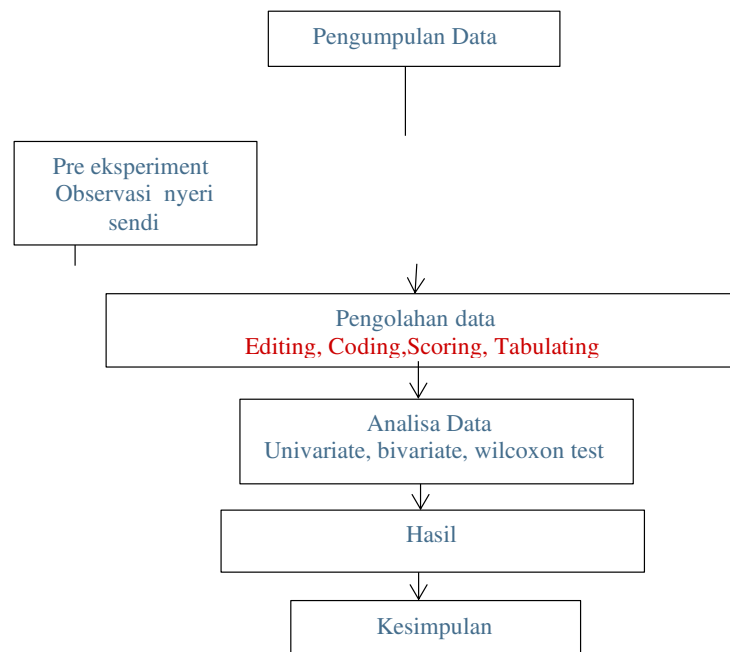 Pengumpulan Data
Pre eksperiment
Observasi nyeri
sendi
Pengolahan data
Editing, Coding,Scoring, Tabulating
Analisa Data
Univariate, bivariate, wilcoxon test
Hasil
Kesimpulan